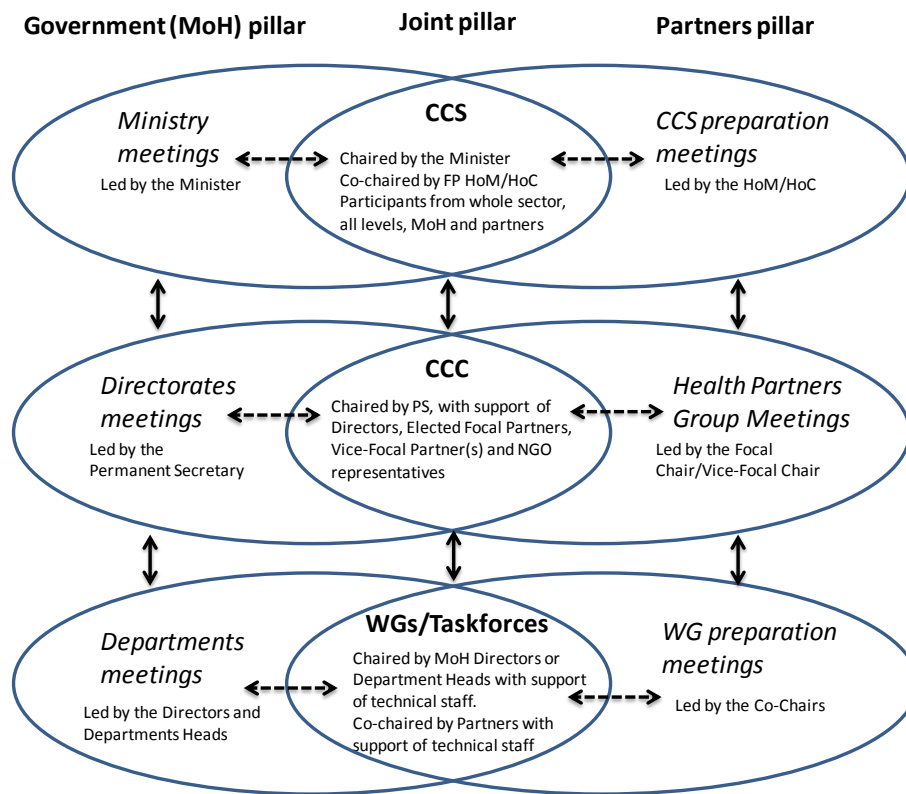 Government (MoH) pillar
Joint pillar
Partners pillar
Ministry
meetings
Led by the Minister
CCS
Chaired by the Minister
Co-chaired by FP HoM/HoC
Participants from whole sector,
all levels, MoH and partners
CCS preparation
meetings
Led by the HoM/HoC
Directorates
meetings
Led by the
Permanent Secretary
CCC
Chaired by PS, with support of
Directors, Elected Focal Partners,
Vice-Focal Partner(s) and NGO
representatives
Health Partners
Group Meetings
Led by the Focal
Chair/Vice-Focal Chair
Departments
meetings
Led by the Directors and
Departments Heads
WGs/Taskforces
Chaired by MoH Directors or
Department Heads with support
of technical staff.
Co-chaired by Partners with
support of technical staff
WG preparation
meetings
Led by the Co-Chairs